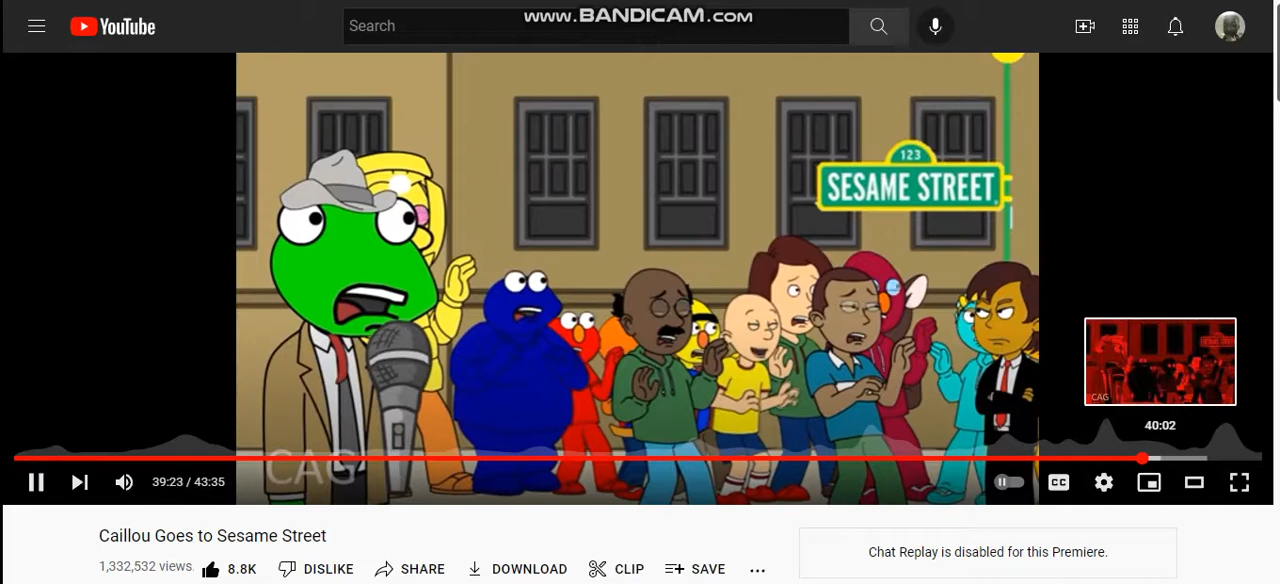 YouTube
Search
www.BANDICAM.com
123
SESAME STREET
CAG
CAG
40:02
39:23 / 43:35
CC
Caillou Goes to Sesame Street
1,332,532 views
8.8K
DISLIKE
SHARE
DOWNLOAD
CLIP
SAVE
...
Chat Replay is disabled for this Premiere.